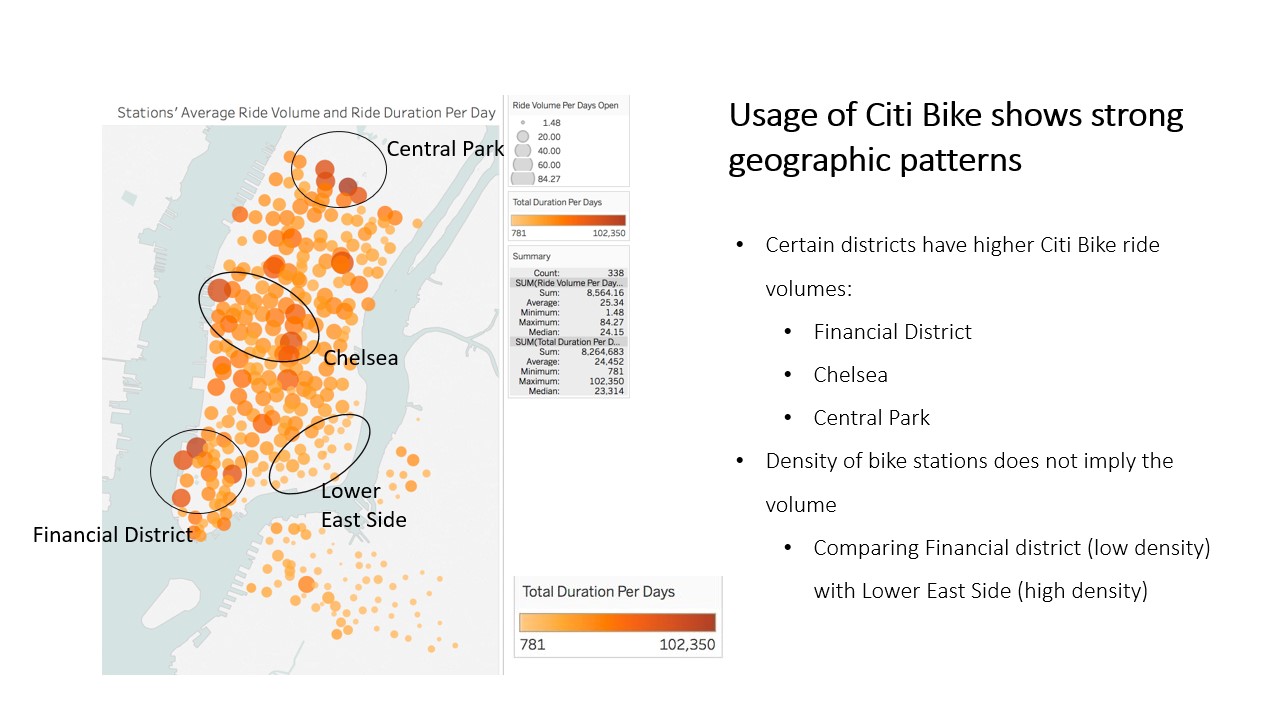 Stations’ Average Ride Volume and Ride Duration Per Day
Central Park
Chelsea
Lower
East Side
Financial District
Ride Volume Per Days Open
1.48
20.00
40.00
60.00
84.27
Total Duration Per Days
781 102,350
Summary
Count: 338
SUM(Ride Volume Per Day...
Sum: 8,564.16
Average: 25.34
Minimum: 1.48
Maximum: 84.27
Median: 24.15
SUM(Total Duration Per D...
Sum: 8,264,683
Average: 24,452
Minimum: 781
Maximum: 102,350
Median: 23,314
Total Duration Per Days
781 102,350
Usage of Citi Bike shows strong
geographic patterns
• Certain districts have higher Citi Bike ride
volumes:
• Financial District
• Chelsea
• Central Park
• Density of bike stations does not imply the
volume
• Comparing Financial district (low density)
with Lower East Side (high density)